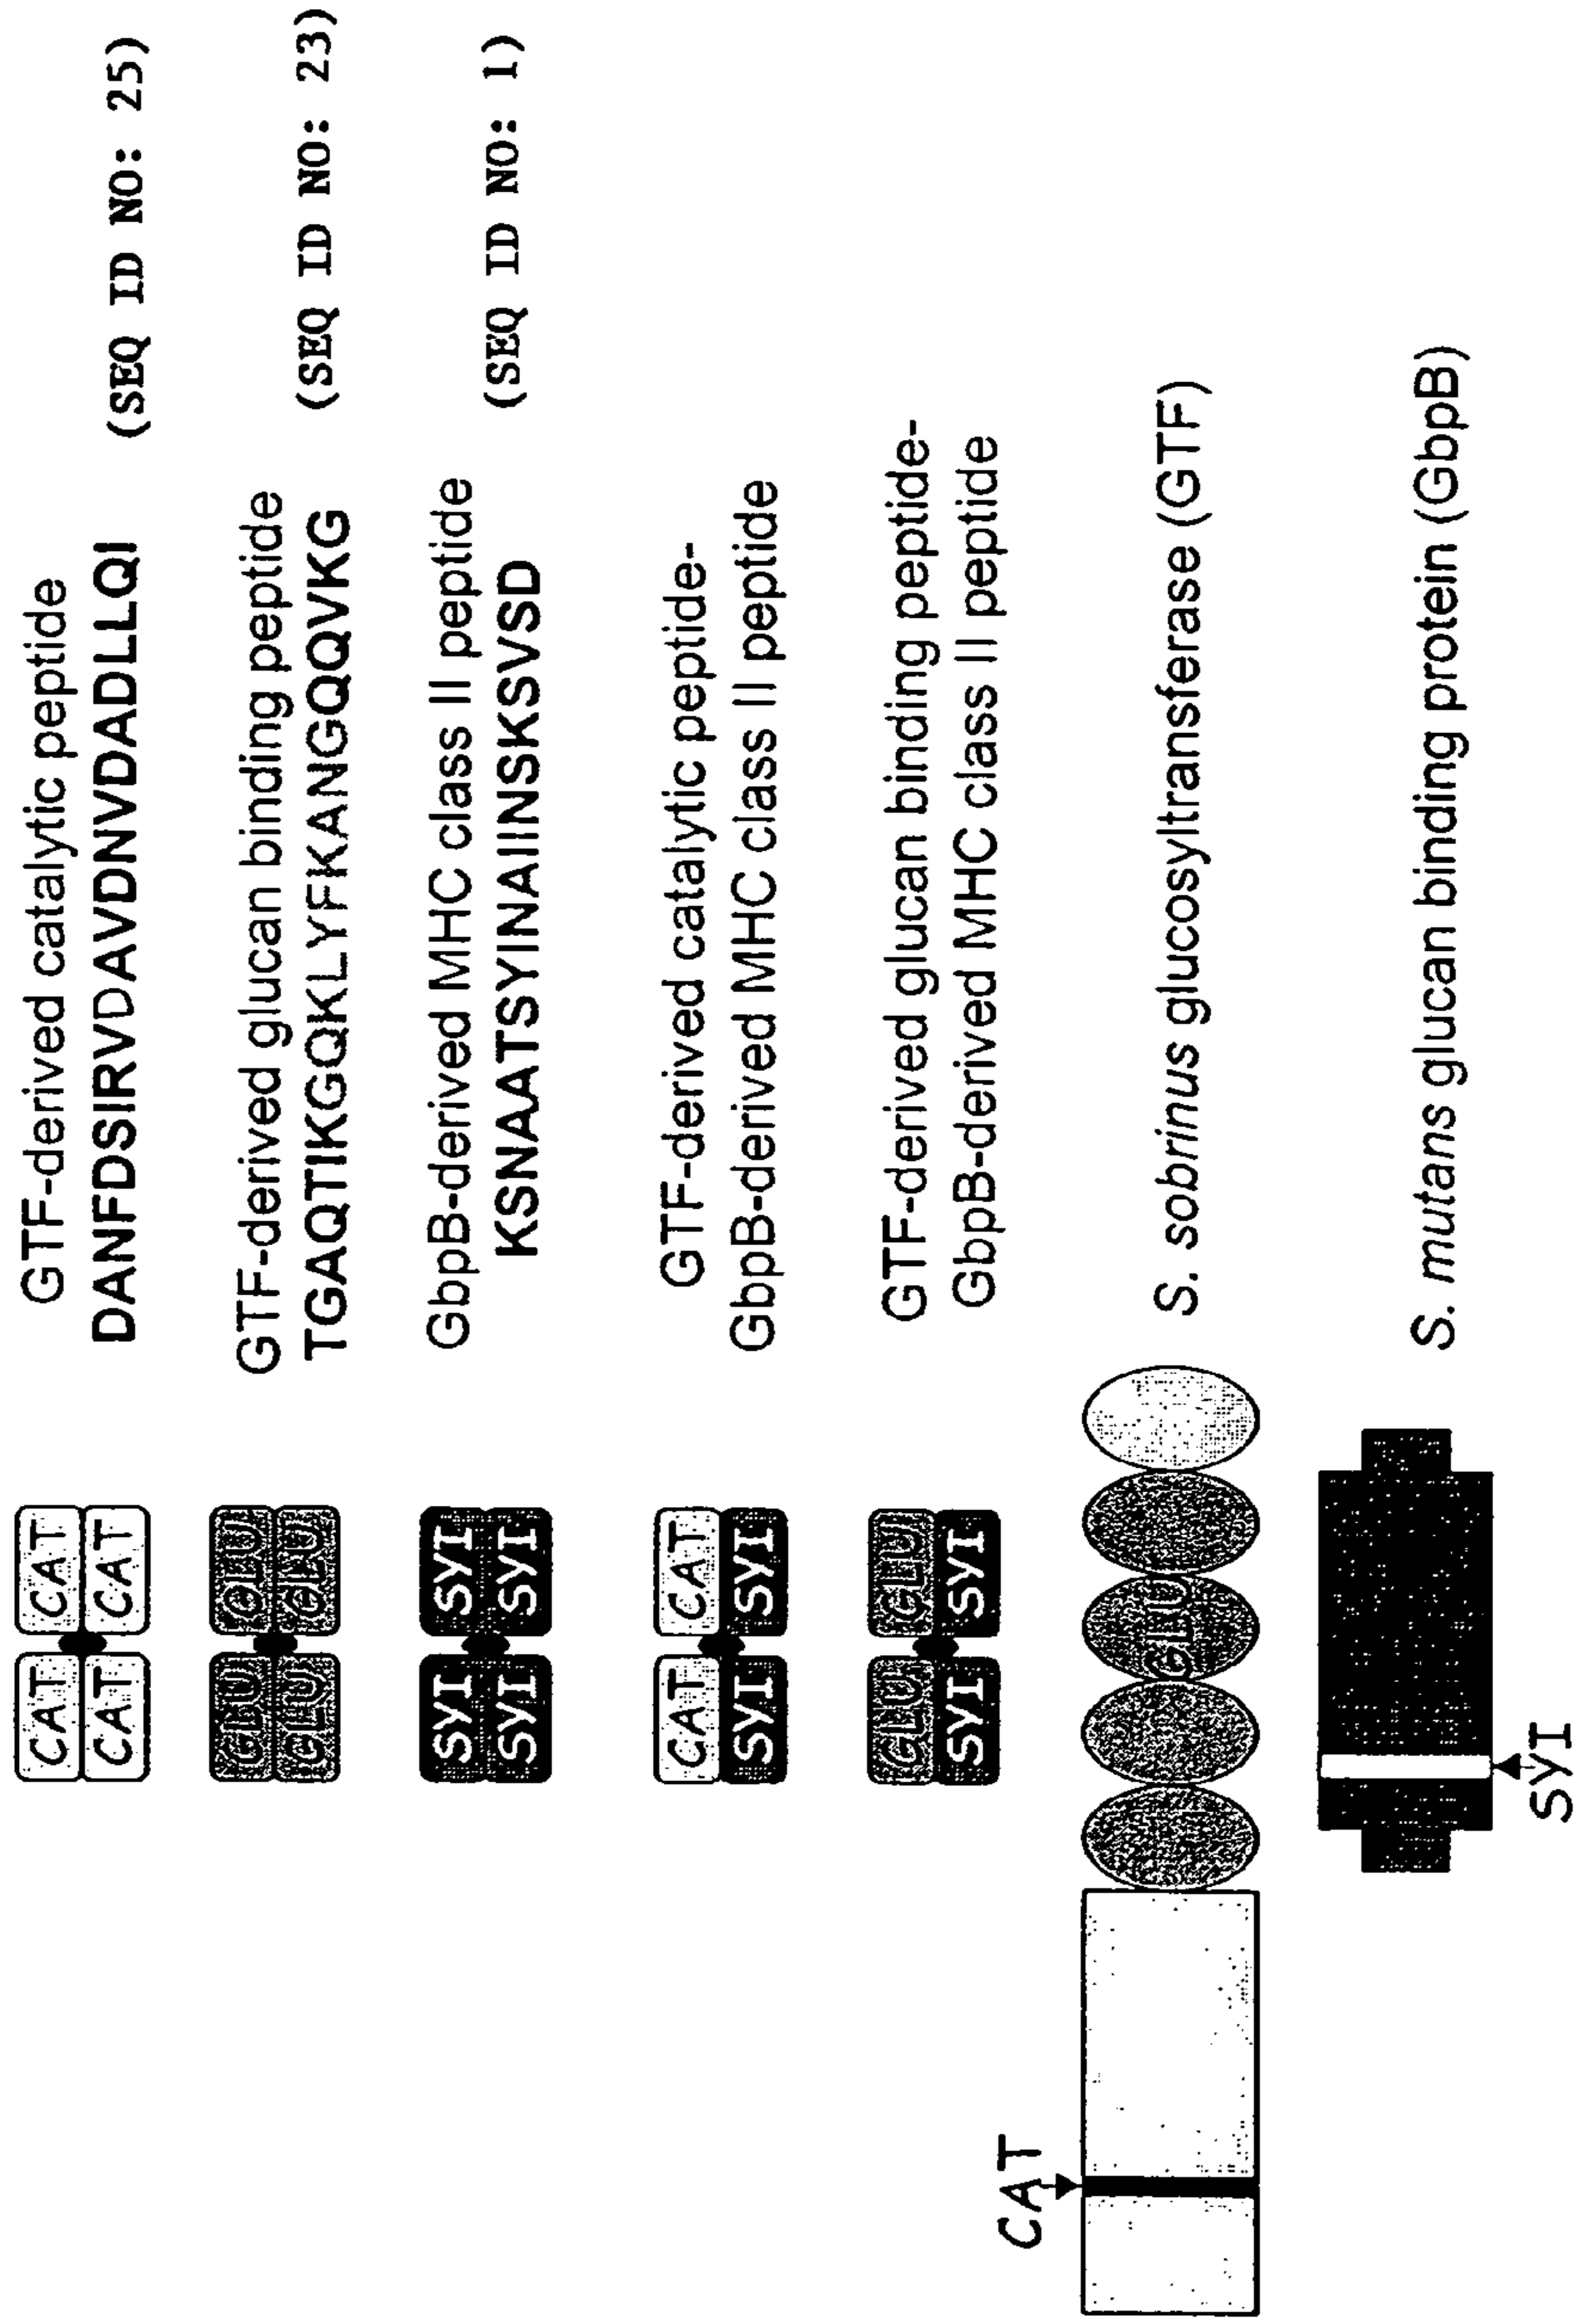 CAT CAT
CAT CAT
GTF-derived catalytic peptide
DANFDSIRVDAVDNVDADLLQI (SEQ ID NO: 25)
GLU GLU
GLU GLU
GTF-derived glucan binding peptide
TGAQTIKGQKLYFKANGQQVKG (SEQ ID NO: 23)
SYI SYI
SYI SYI
GbpB-derived MHC class II peptide
KSNAATSYINAIINSKSVSD (SEQ ID NO: 1)
CAT CAT
SYI SYI
GTF-derived catalytic peptide-
GbpB-derived MHC class II peptide
GLU GLU
SYI SYI
GTF-derived glucan binding peptide-
GbpB-derived MHC class II peptide
CAT
GLU
S. sobrinus glucosyltransferase (GTF)
S. mutans glucan binding protein (GbpB)
SYI